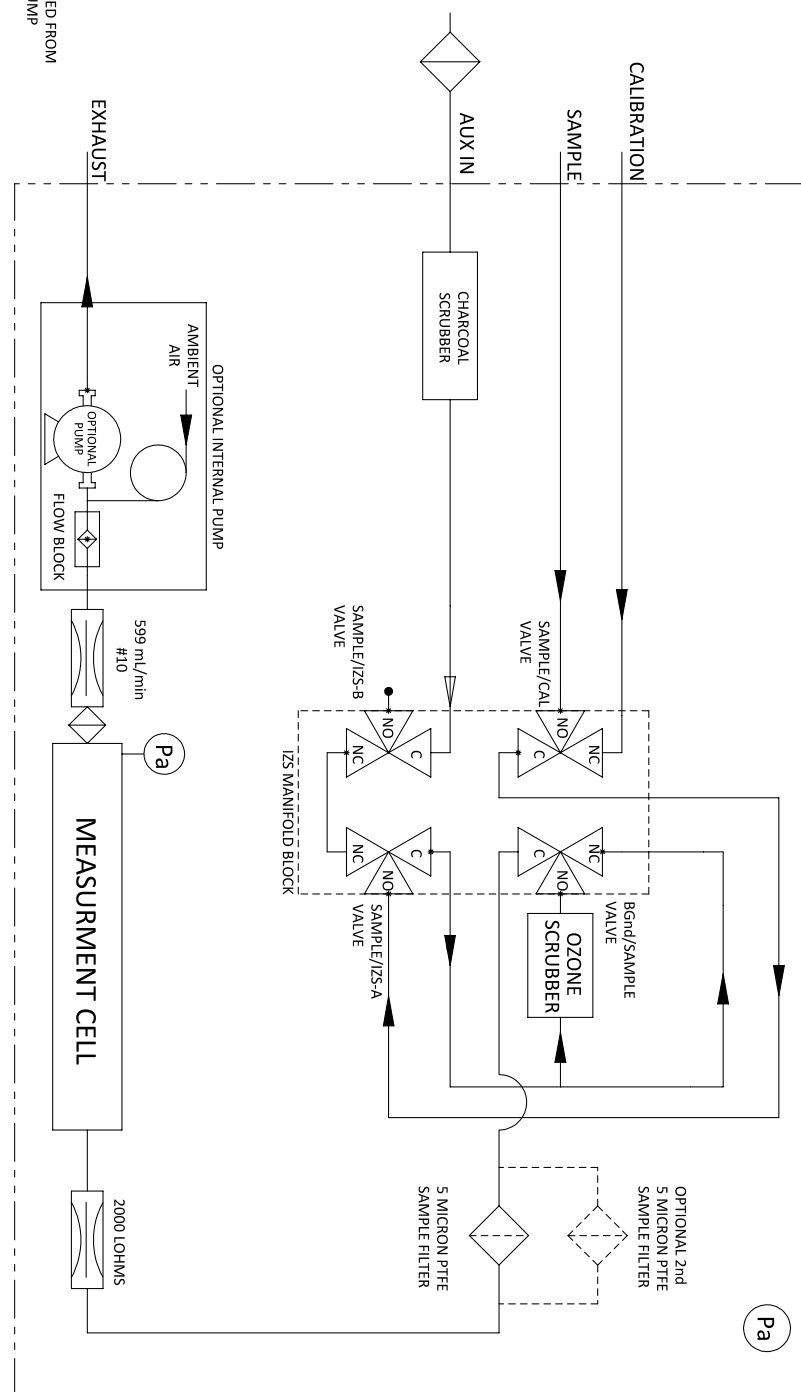 ED FROM
UMP
EXHAUST
AUX IN
SAMPLE
CALIBRATION
CHARCOAL
SCRUBBER
OPTIONAL INTERNAL PUMP
AMBIENT
AIR
OPTIONAL
PUMP
FLOW BLOCK
599 mL/min
#10
Pa
MEASURMENT CELL
2000 LOHMS
SAMPLE/CAL
VALVE
NO
NC
C
SAMPLE/IZS-B
VALVE
NO
C
NC
IZS MANIFOLD BLOCK
NC
C
NO
BGnd/SAMPLE
VALVE
OZONE
SCRUBBER
C
NC
NO
SAMPLE/IZS-A
VALVE
5 MICRON PTFE
SAMPLE FILTER
OPTIONAL 2nd
5 MICRON PTFE
SAMPLE FILTER
Pa